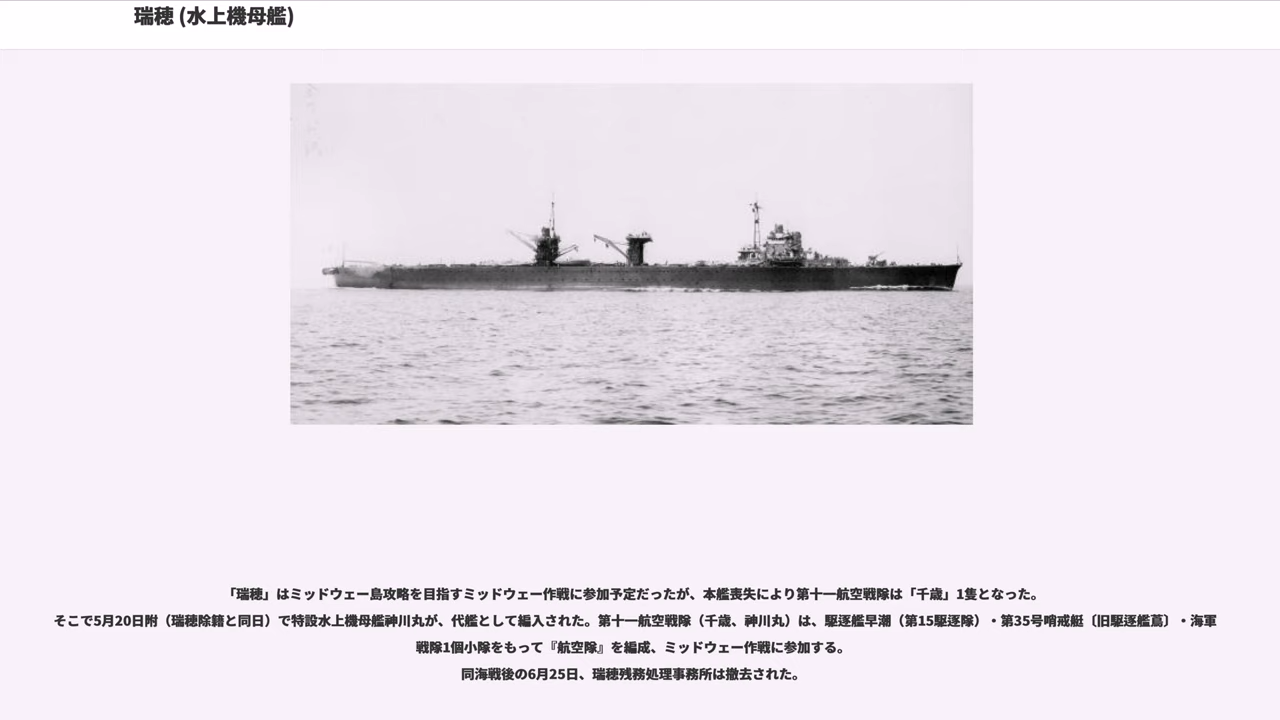 瑞穂 (水上機母艦)
「瑞穂」はミッドウェー島攻略を目指すミッドウェー作戦に参加予定だったが、本艦喪失により第十一航空戦隊は「千歳」1隻となった。
そこで5月20日附（瑞穂除籍と同日）で特設水上機母艦神川丸が、代艦として編入された。第十一航空戦隊（千歳、神川丸）は、駆逐艦早潮（第15駆逐隊）・第35号哨戒艇〔旧駆逐艦蔦〕・海軍
戦隊1個小隊をもって『航空隊』を編成、ミッドウェー作戦に参加する。
同海戦後の6月25日、瑞穂残務処理事務所は撤去された。